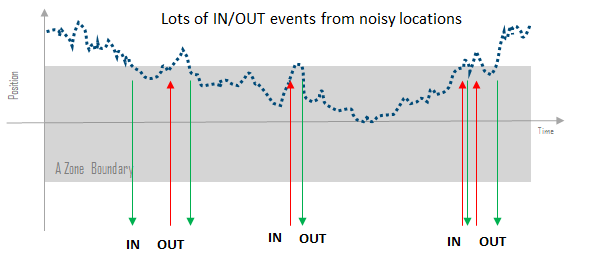 Lots of IN/OUT events from noisy locations
Position
A Zone Boundary
Time
IN OUT IN OUT IN OUT